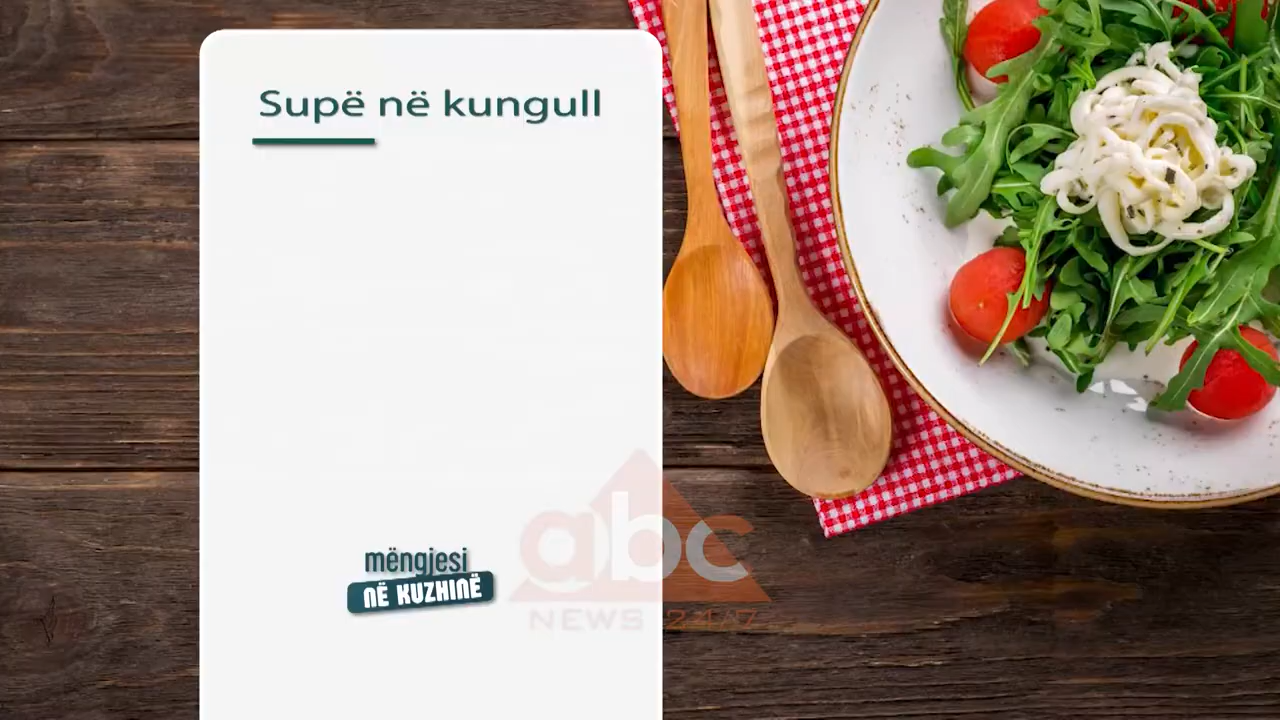 Supë në kungull
mëngjesi
NË KUZHINË
abc
NEWS 24/7